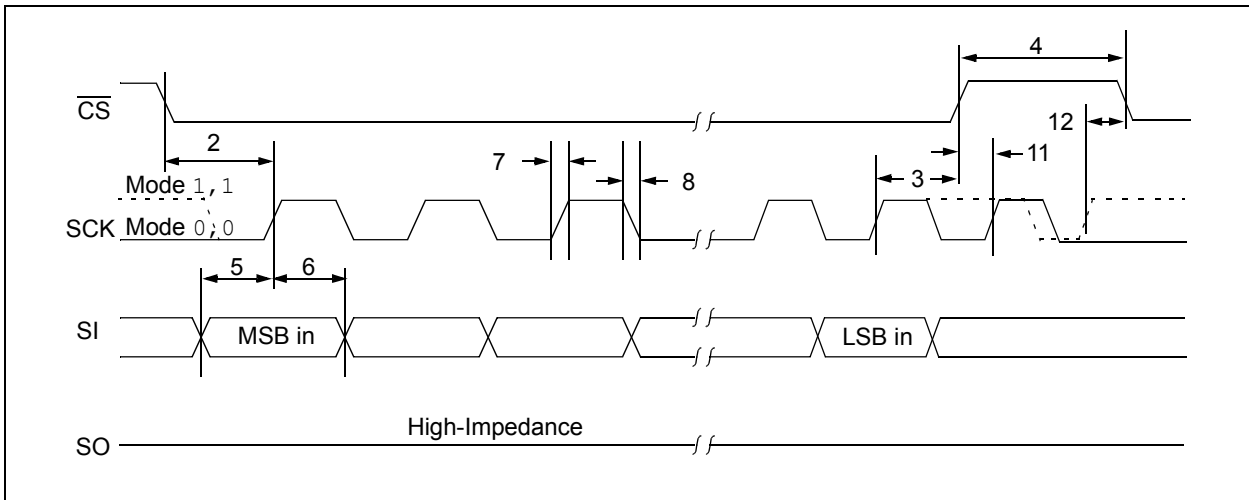 4
CS
12
2
7
11
8
3
Mode 1,1
SCK Mode 0,0
5
6
SI
MSB in
LSB in
High-Impedance
SO